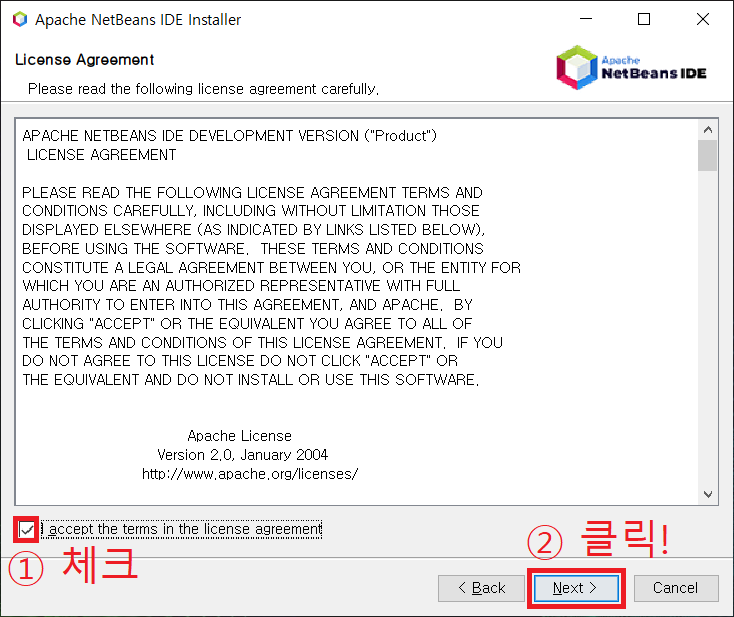 Apache NetBeans IDE Installer
License Agreement
Please read the following license agreement carefully.
Apache
NetBeans IDE
APACHE NETBEANS IDE DEVELOPMENT VERSION ("Product")
LICENSE AGREEMENT
PLEASE READ THE FOLLOWING LICENSE AGREEMENT TERMS AND
CONDITIONS CAREFULLY, INCLUDING WITHOUT LIMITATION THOSE
DISPLAYED ELSEWHERE (AS INDICATED BY LINKS LISTED BELOW),
BEFORE USING THE SOFTWARE.  THESE TERMS AND CONDITIONS
CONSTITUTE A LEGAL AGREEMENT BETWEEN YOU, OR THE ENTITY FOR
WHICH YOU ARE AN AUTHORIZED REPRESENTATIVE WITH FULL
AUTHORITY TO ENTER INTO THIS AGREEMENT, AND APACHE.  BY
CLICKING "ACCEPT" OR THE EQUIVALENT YOU AGREE TO ALL OF
THE TERMS AND CONDITIONS OF THIS LICENSE AGREEMENT.  IF YOU
DO NOT AGREE TO THIS LICENSE DO NOT CLICK "ACCEPT" OR
THE EQUIVALENT AND DO NOT INSTALL OR USE THIS SOFTWARE.
Apache License
Version 2.0, January 2004
http://www.apache.org/licenses/
I accept the terms in the license agreement
① 체크
② 클릭!
< Back
Next >
Cancel